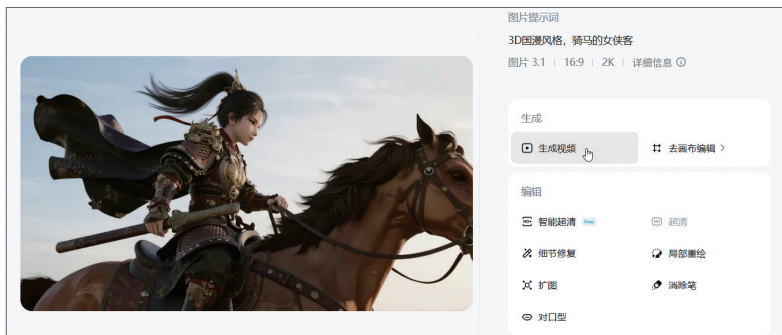 图片提示词
3D国漫风格，骑马的女侠客
图片 3.1 | 16:9 | 2K | 详细信息
生成
生成视频 去画布编辑 >
编辑
HD+ 智能超清 New HD 超清
细节修复 局部重绘
扩图 消除笔
对口型